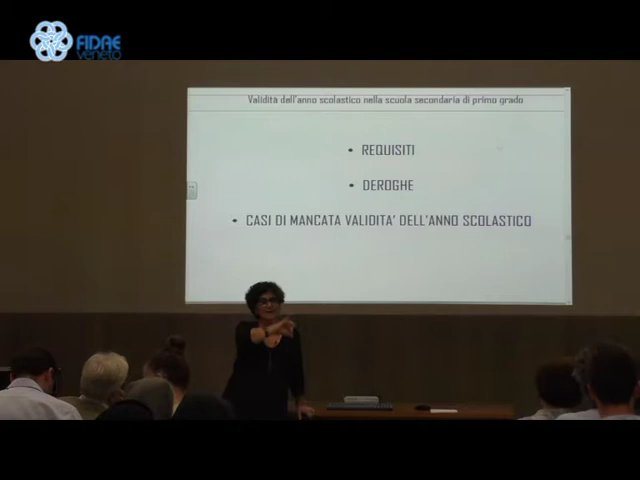 FIDAE
veneto
Validità dell'anno scolastico nella scuola secondaria di primo grado
• REQUISITI
• DEROGHE
• CASI DI MANCATA VALIDITA' DELL'ANNO SCOLASTICO